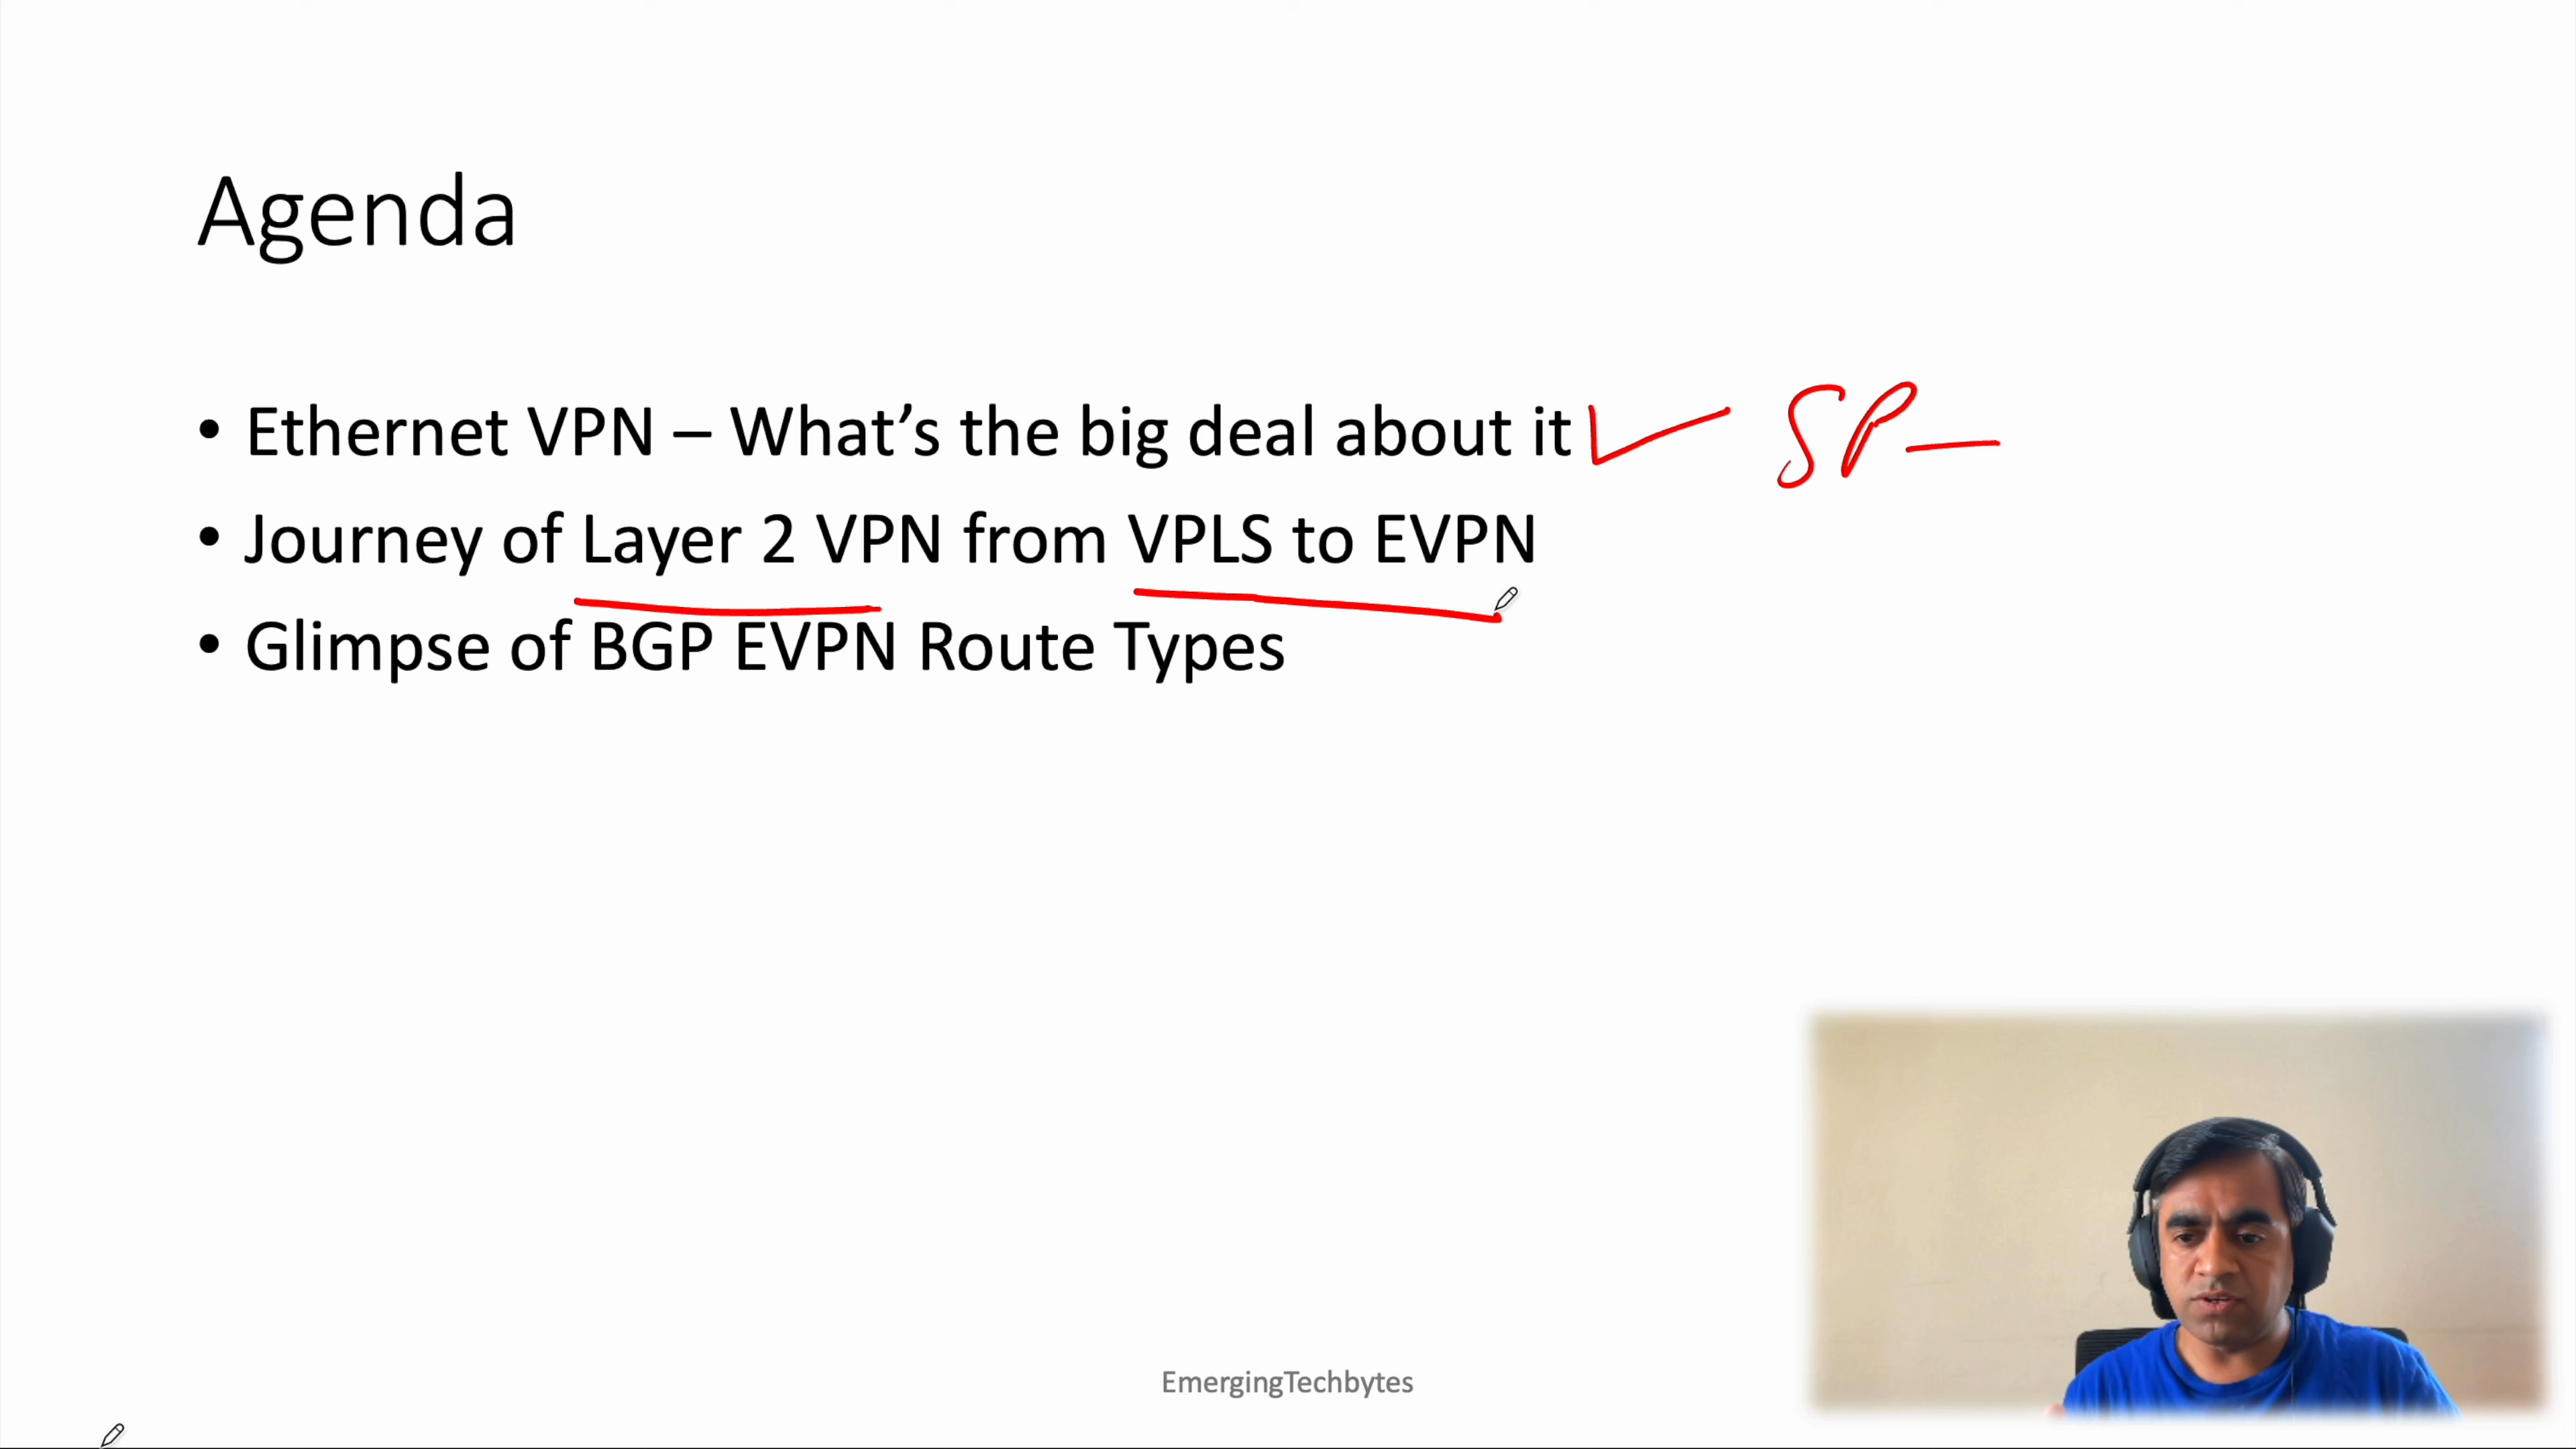 Agenda
• Ethernet VPN – What’s the big deal about it SP
• Journey of Layer 2 VPN from VPLS to EVPN
• Glimpse of BGP EVPN Route Types
EmergingTechbytes